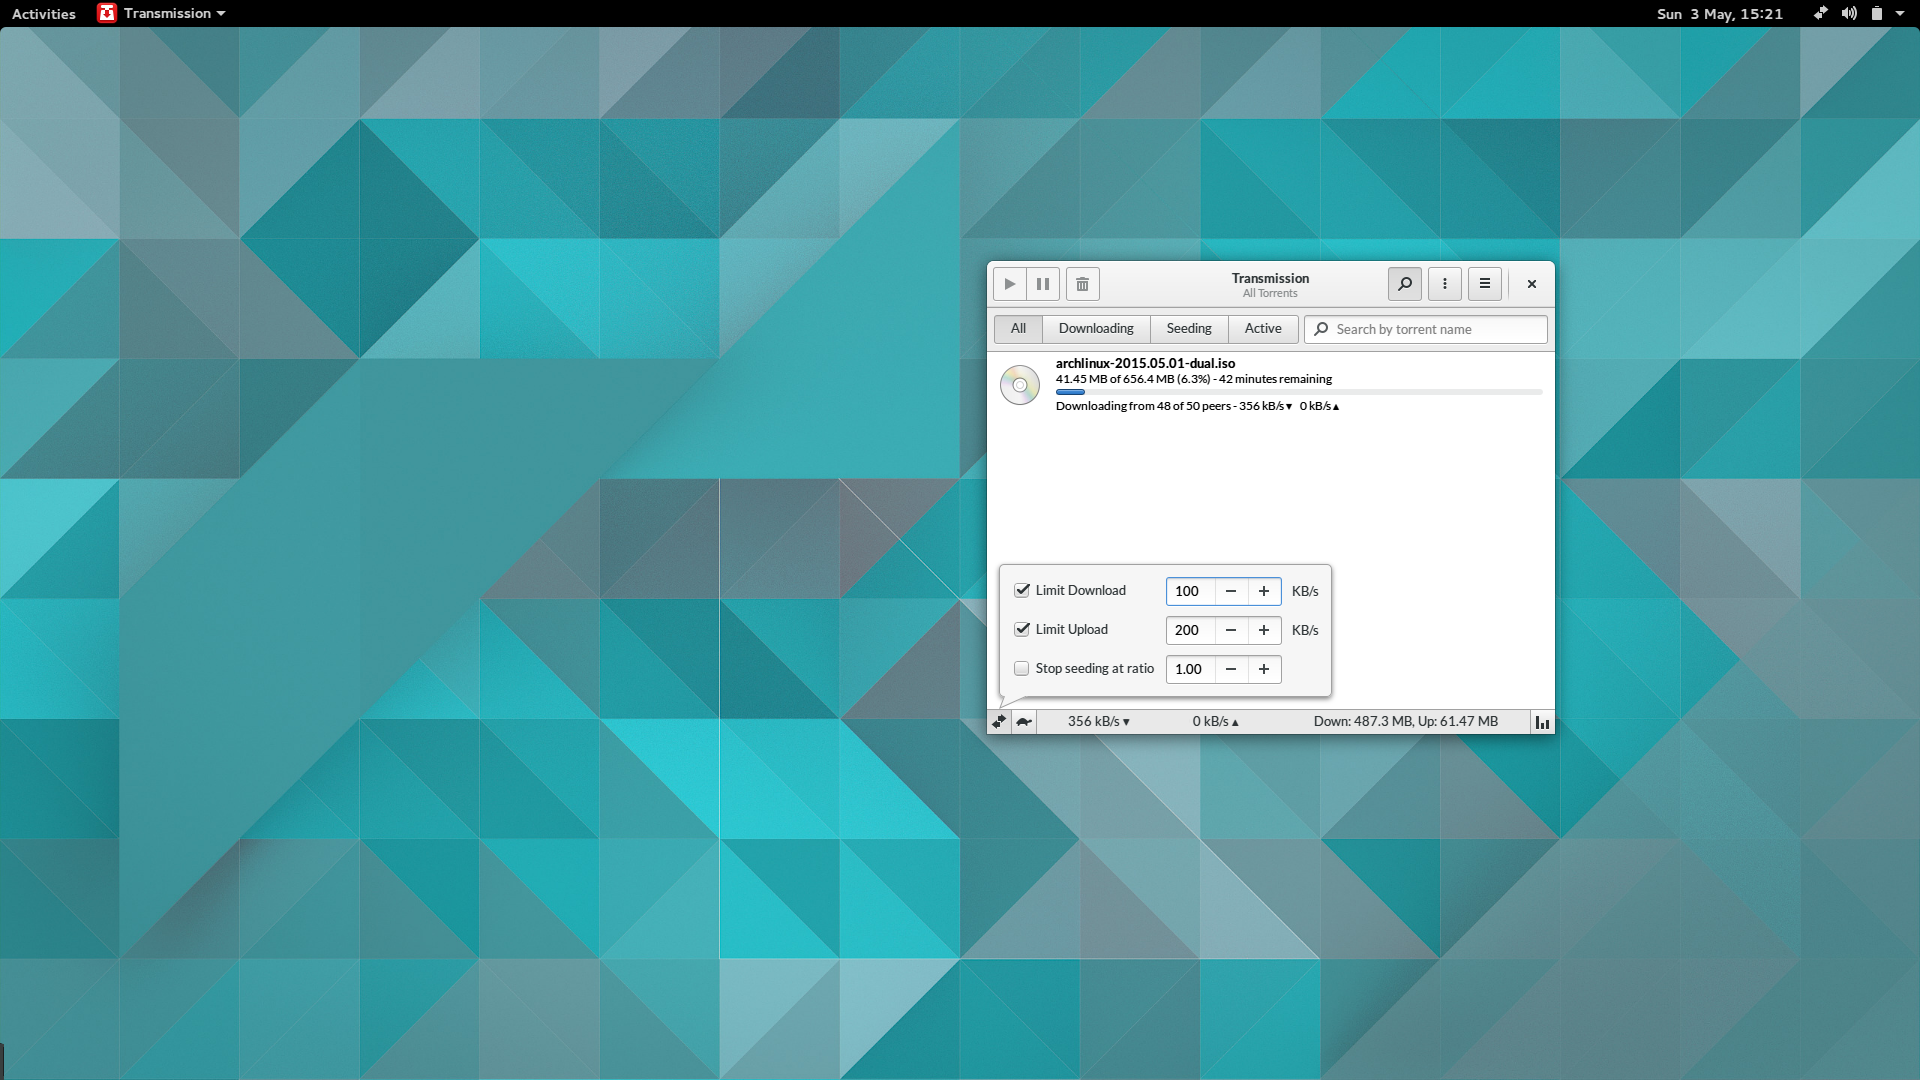 Activities Transmission Sun 3 May, 15:21
Transmission
All Torrents
All Downloading Seeding Active Search by torrent name
archlinux-2015.05.01-dual.iso
41.45 MB of 656.4 MB (6.3%) - 42 minutes remaining
Downloading from 48 of 50 peers - 356 kB/s▼ 0 kB/s▲
Limit Download 100 − + KB/s
Limit Upload 200 − + KB/s
Stop seeding at ratio 1.00 − +
356 kB/s▼ 0 kB/s▲ Down: 487.3 MB, Up: 61.47 MB